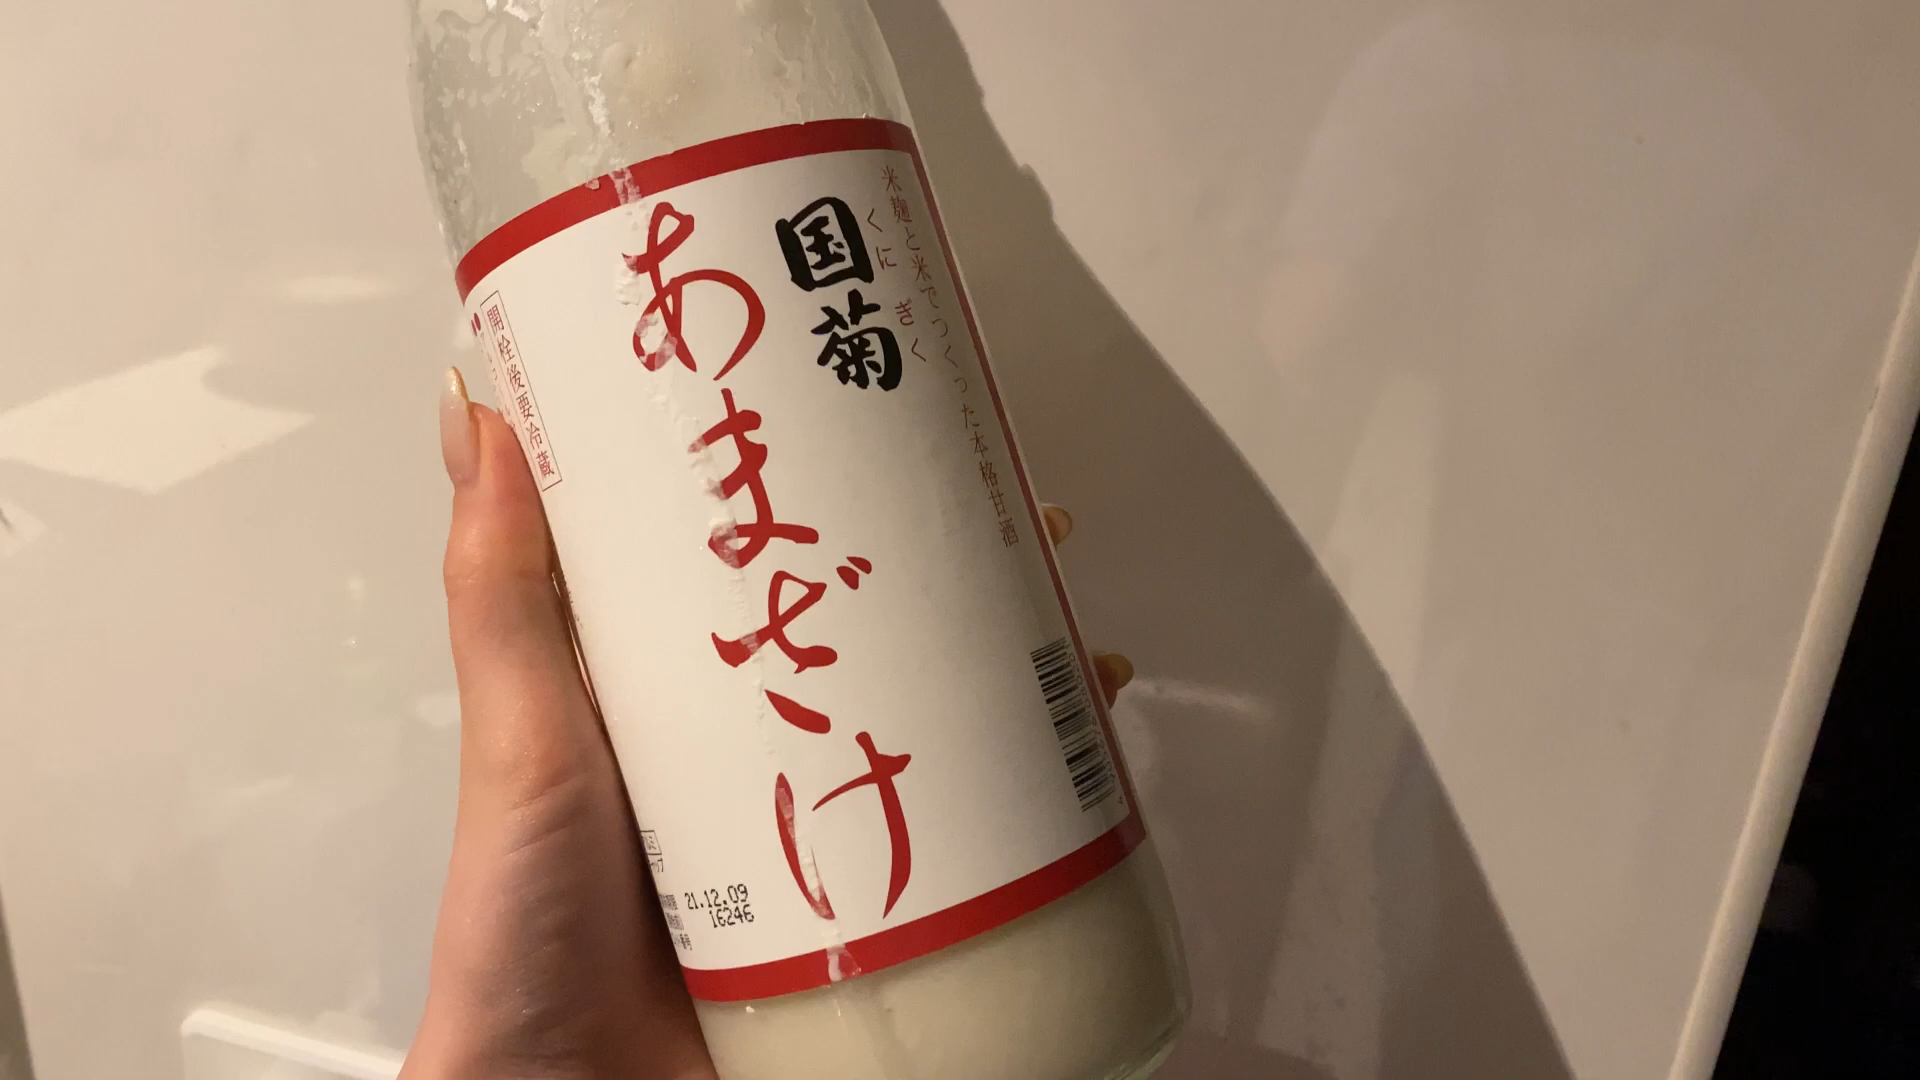 米麹と米でつくった本格甘酒
くにぎく
国菊
あまざけ
開栓後要冷蔵
21.12.09
16246